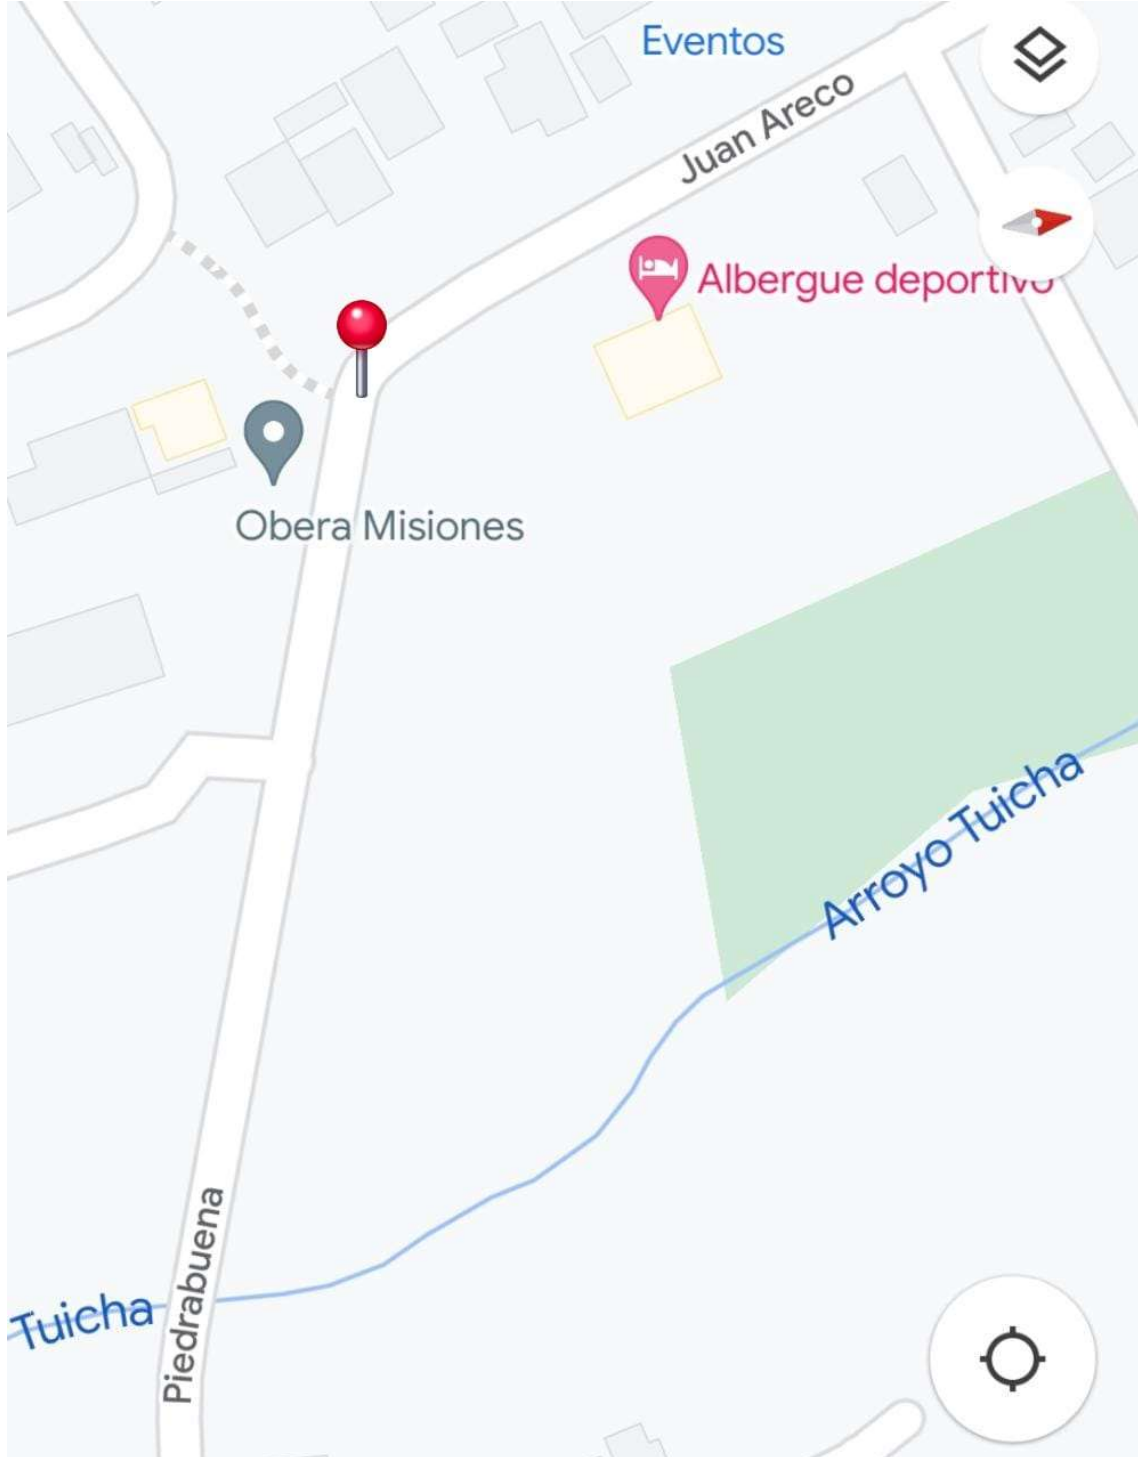 Eventos
Juan Areco
Albergue deportivo
Obera Misiones
Arroyo Tuicha
Piedrabuena
Tuicha